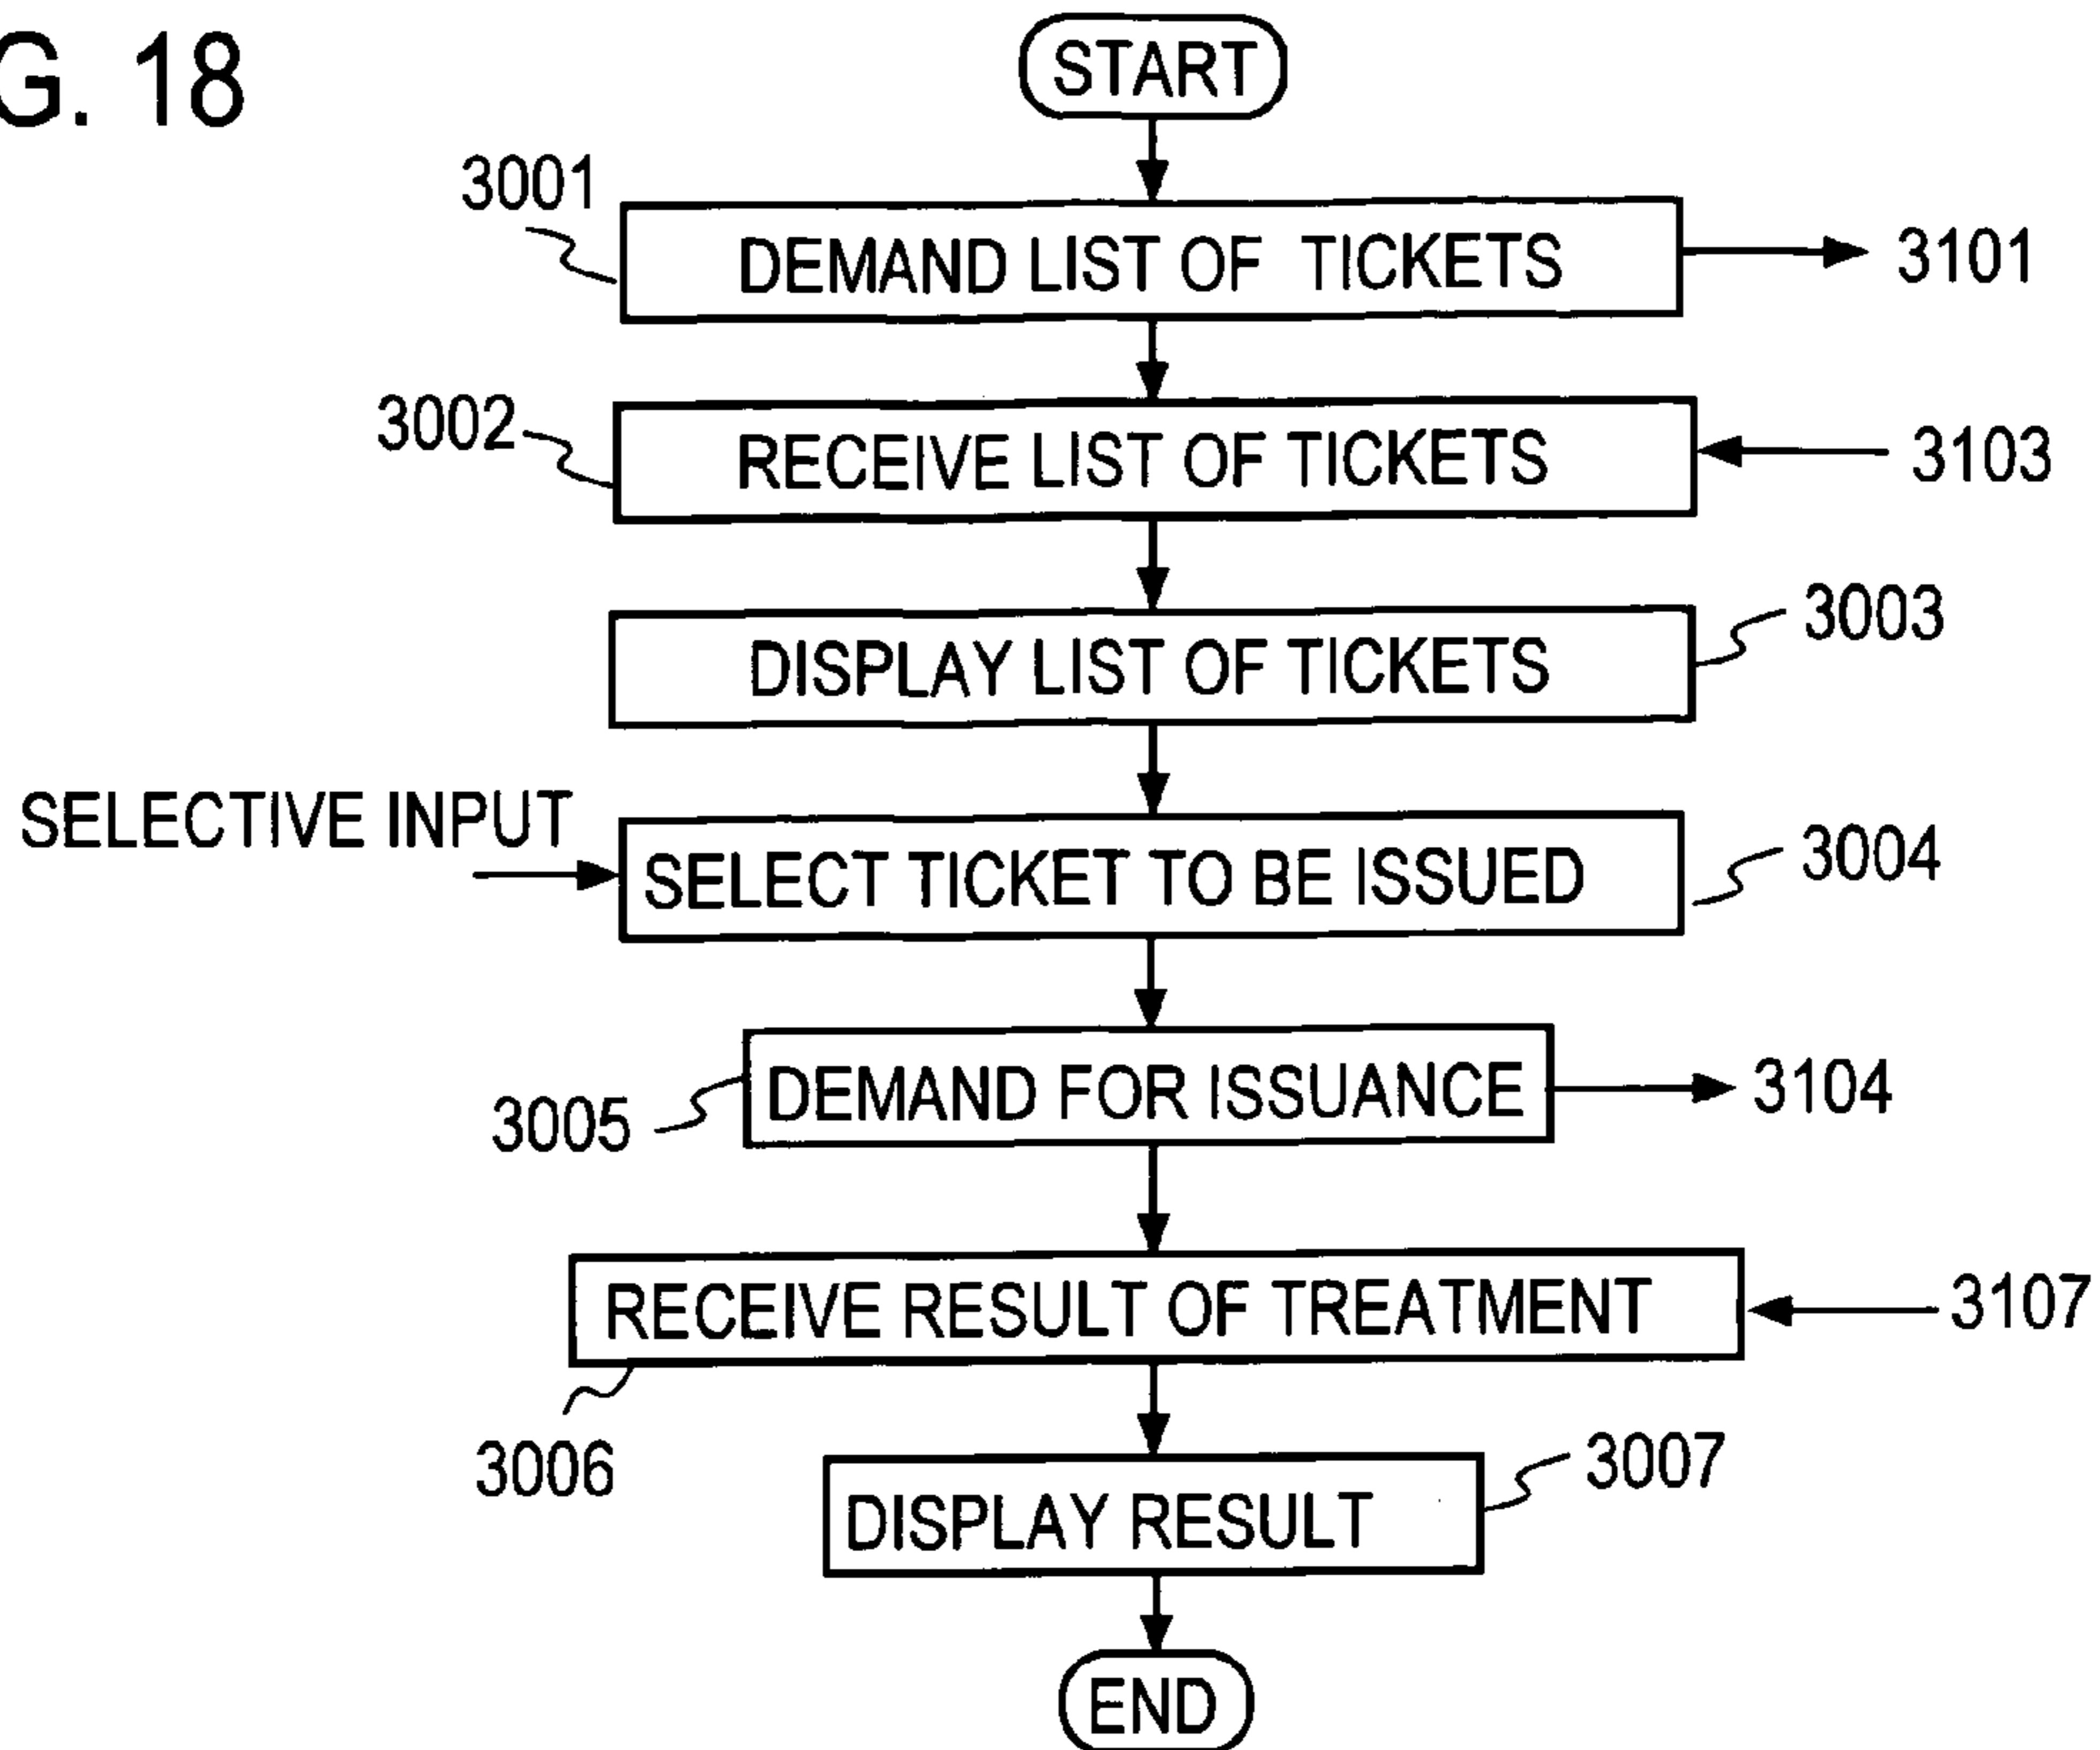 G. 18
START
3001
DEMAND LIST OF TICKETS
3101
3002
RECEIVE LIST OF TICKETS
3103
DISPLAY LIST OF TICKETS
3003
SELECTIVE INPUT
SELECT TICKET TO BE ISSUED
3004
DEMAND FOR ISSUANCE
3104
3005
RECEIVE RESULT OF TREATMENT
3107
3006
DISPLAY RESULT
3007
END